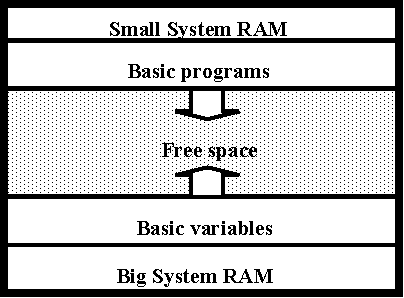 Small System RAM
Basic programs
Free space
Basic variables
Big System RAM